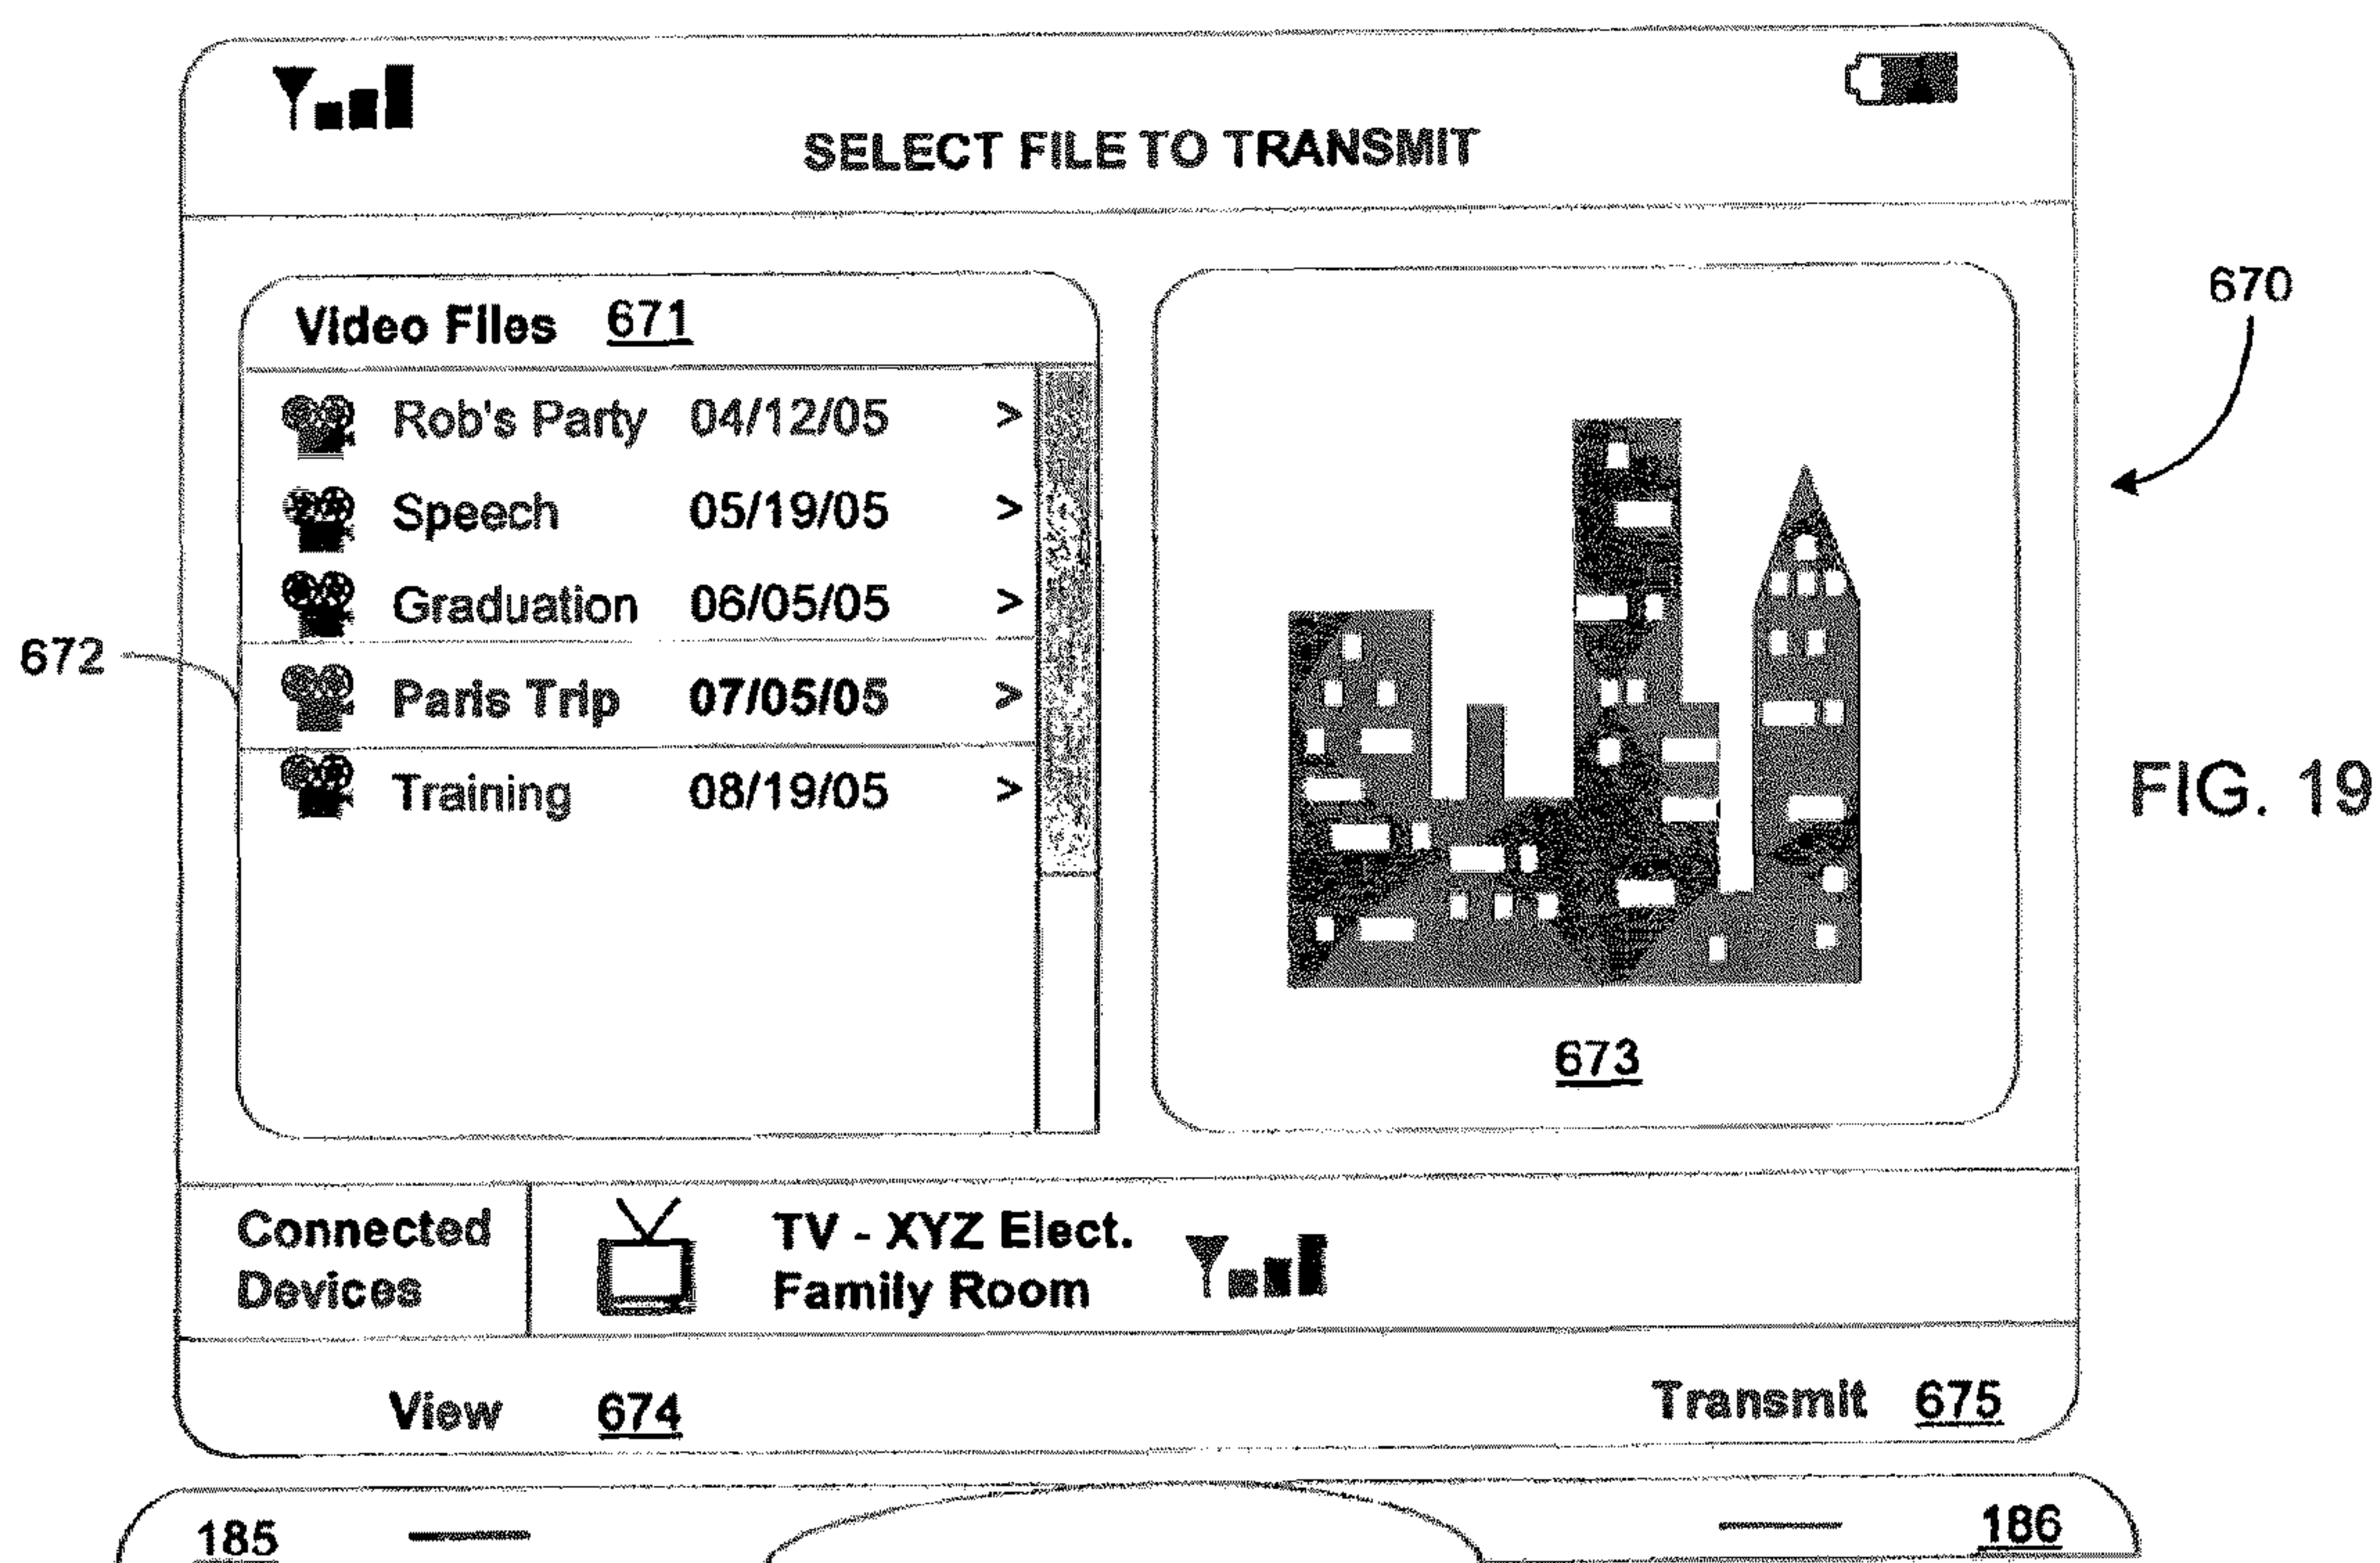 SELECT FILE TO TRANSMIT
670
Video Files 671
Rob's Party 04/12/05 >
Speech 05/19/05 >
Graduation 06/05/05 >
672
Paris Trip 07/05/05 >
Training 08/19/05 >
FIG. 19
673
Connected Devices
TV - XYZ Elect.
Family Room
View 674
Transmit 675
185
186